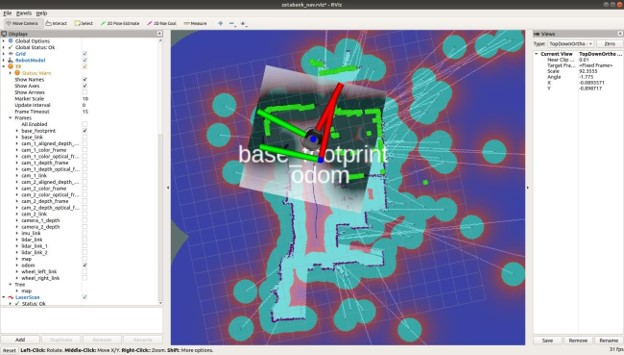 zetabank_nav.rviz* - RViz
File Panels Help
Move Camera Interact Select 2D Pose Estimate 2D Nav Goal Measure
Displays
Global Options
Global Status: Ok
Grid
RobotModel
TF
Status: Warn
Show Names
Show Axes
Show Arrows
Marker Scale 10
Update Interval 0
Frame Timeout 15
Frames
All Enabled
base_footprint
base_link
cam_1_aligned_depth_...
cam_1_color_frame
cam_1_color_optical_fr...
cam_1_depth_frame
cam_1_depth_optical_f...
cam_1_link
cam_2_aligned_depth_...
cam_2_color_frame
cam_2_color_optical_fr...
cam_2_depth_frame
cam_2_depth_optical_f...
cam_2_link
camera_1_depth
camera_2_depth
imu_link
lidar_link
lidar_link_1
lidar_link_2
map
odom
wheel_left_link
wheel_right_link
Tree
map
LaserScan
Status: Ok
Add Duplicate Remove Rename
base_footprint
odom
Views
Type: TopDownOrtho Zero
Current View TopDownOrtho ...
Near Clip ... 0.01
Target Fra... <Fixed Frame>
Scale 92.3555
Angle -1.775
X
Y -0.898717
Save Remove Rename
Reset Left-Click: Rotate. Middle-Click: Move X/Y. Right-Click: Zoom. Shift: More options.
31 fps